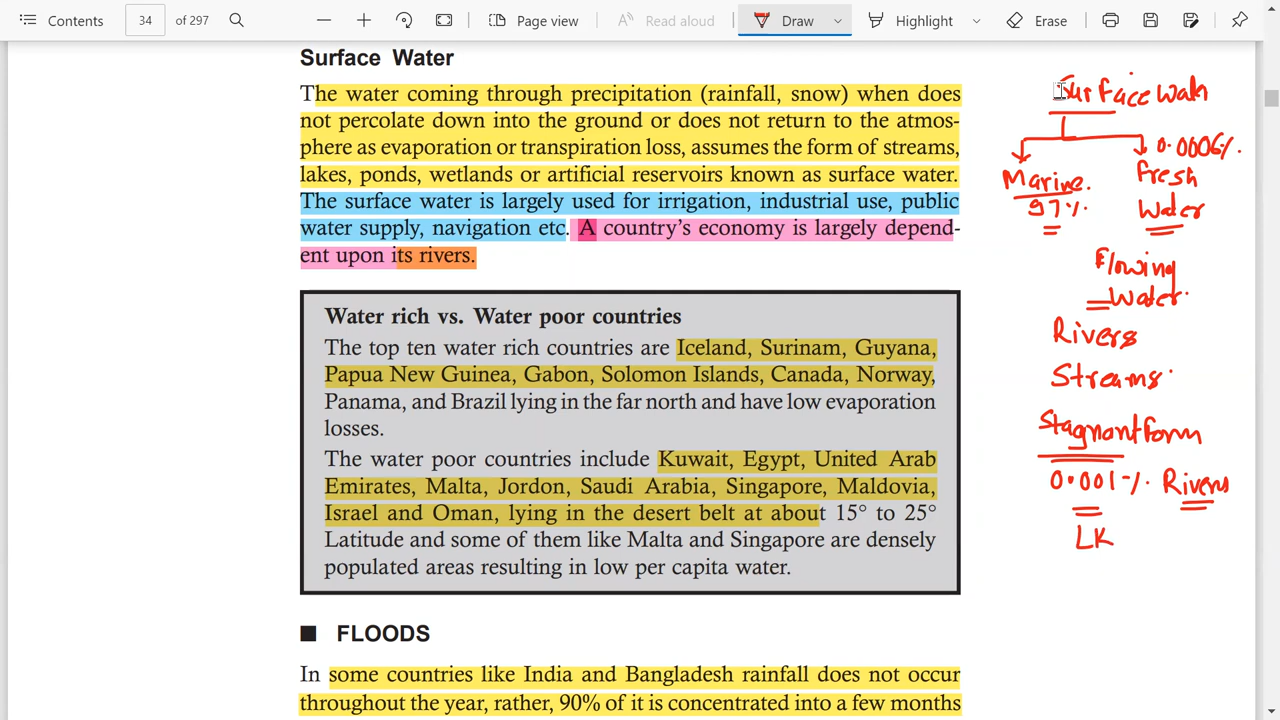 Contents
34
of 297
Page view
Read aloud
Draw
Highlight
Erase
Surface Water
The water coming through precipitation (rainfall, snow) when does
not percolate down into the ground or does not return to the atmos-
phere as evaporation or transpiration loss, assumes the form of streams,
lakes, ponds, wetlands or artificial reservoirs known as surface water.
The surface water is largely used for irrigation, industrial use, public
water supply, navigation etc. A country's economy is largely depend-
ent upon its rivers.
Water rich vs. Water poor countries
The top ten water rich countries are Iceland, Surinam, Guyana,
Papua New Guinea, Gabon, Solomon Islands, Canada, Norway,
Panama, and Brazil lying in the far north and have low evaporation
losses.
The water poor countries include Kuwait, Egypt, United Arab
Emirates, Malta, Jordon, Saudi Arabia, Singapore, Maldovia,
Israel and Oman, lying in the desert belt at about 15° to 25°
Latitude and some of them like Malta and Singapore are densely
populated areas resulting in low per capita water.
■ FLOODS
In some countries like India and Bangladesh rainfall does not occur
throughout the year, rather, 90% of it is concentrated into a few months
Surface
0.0006%.
Marine. Fresh
97% Water
Flowing
Water.
Rivers
Streams
Stagnant Form
0.001% Rivers
LK